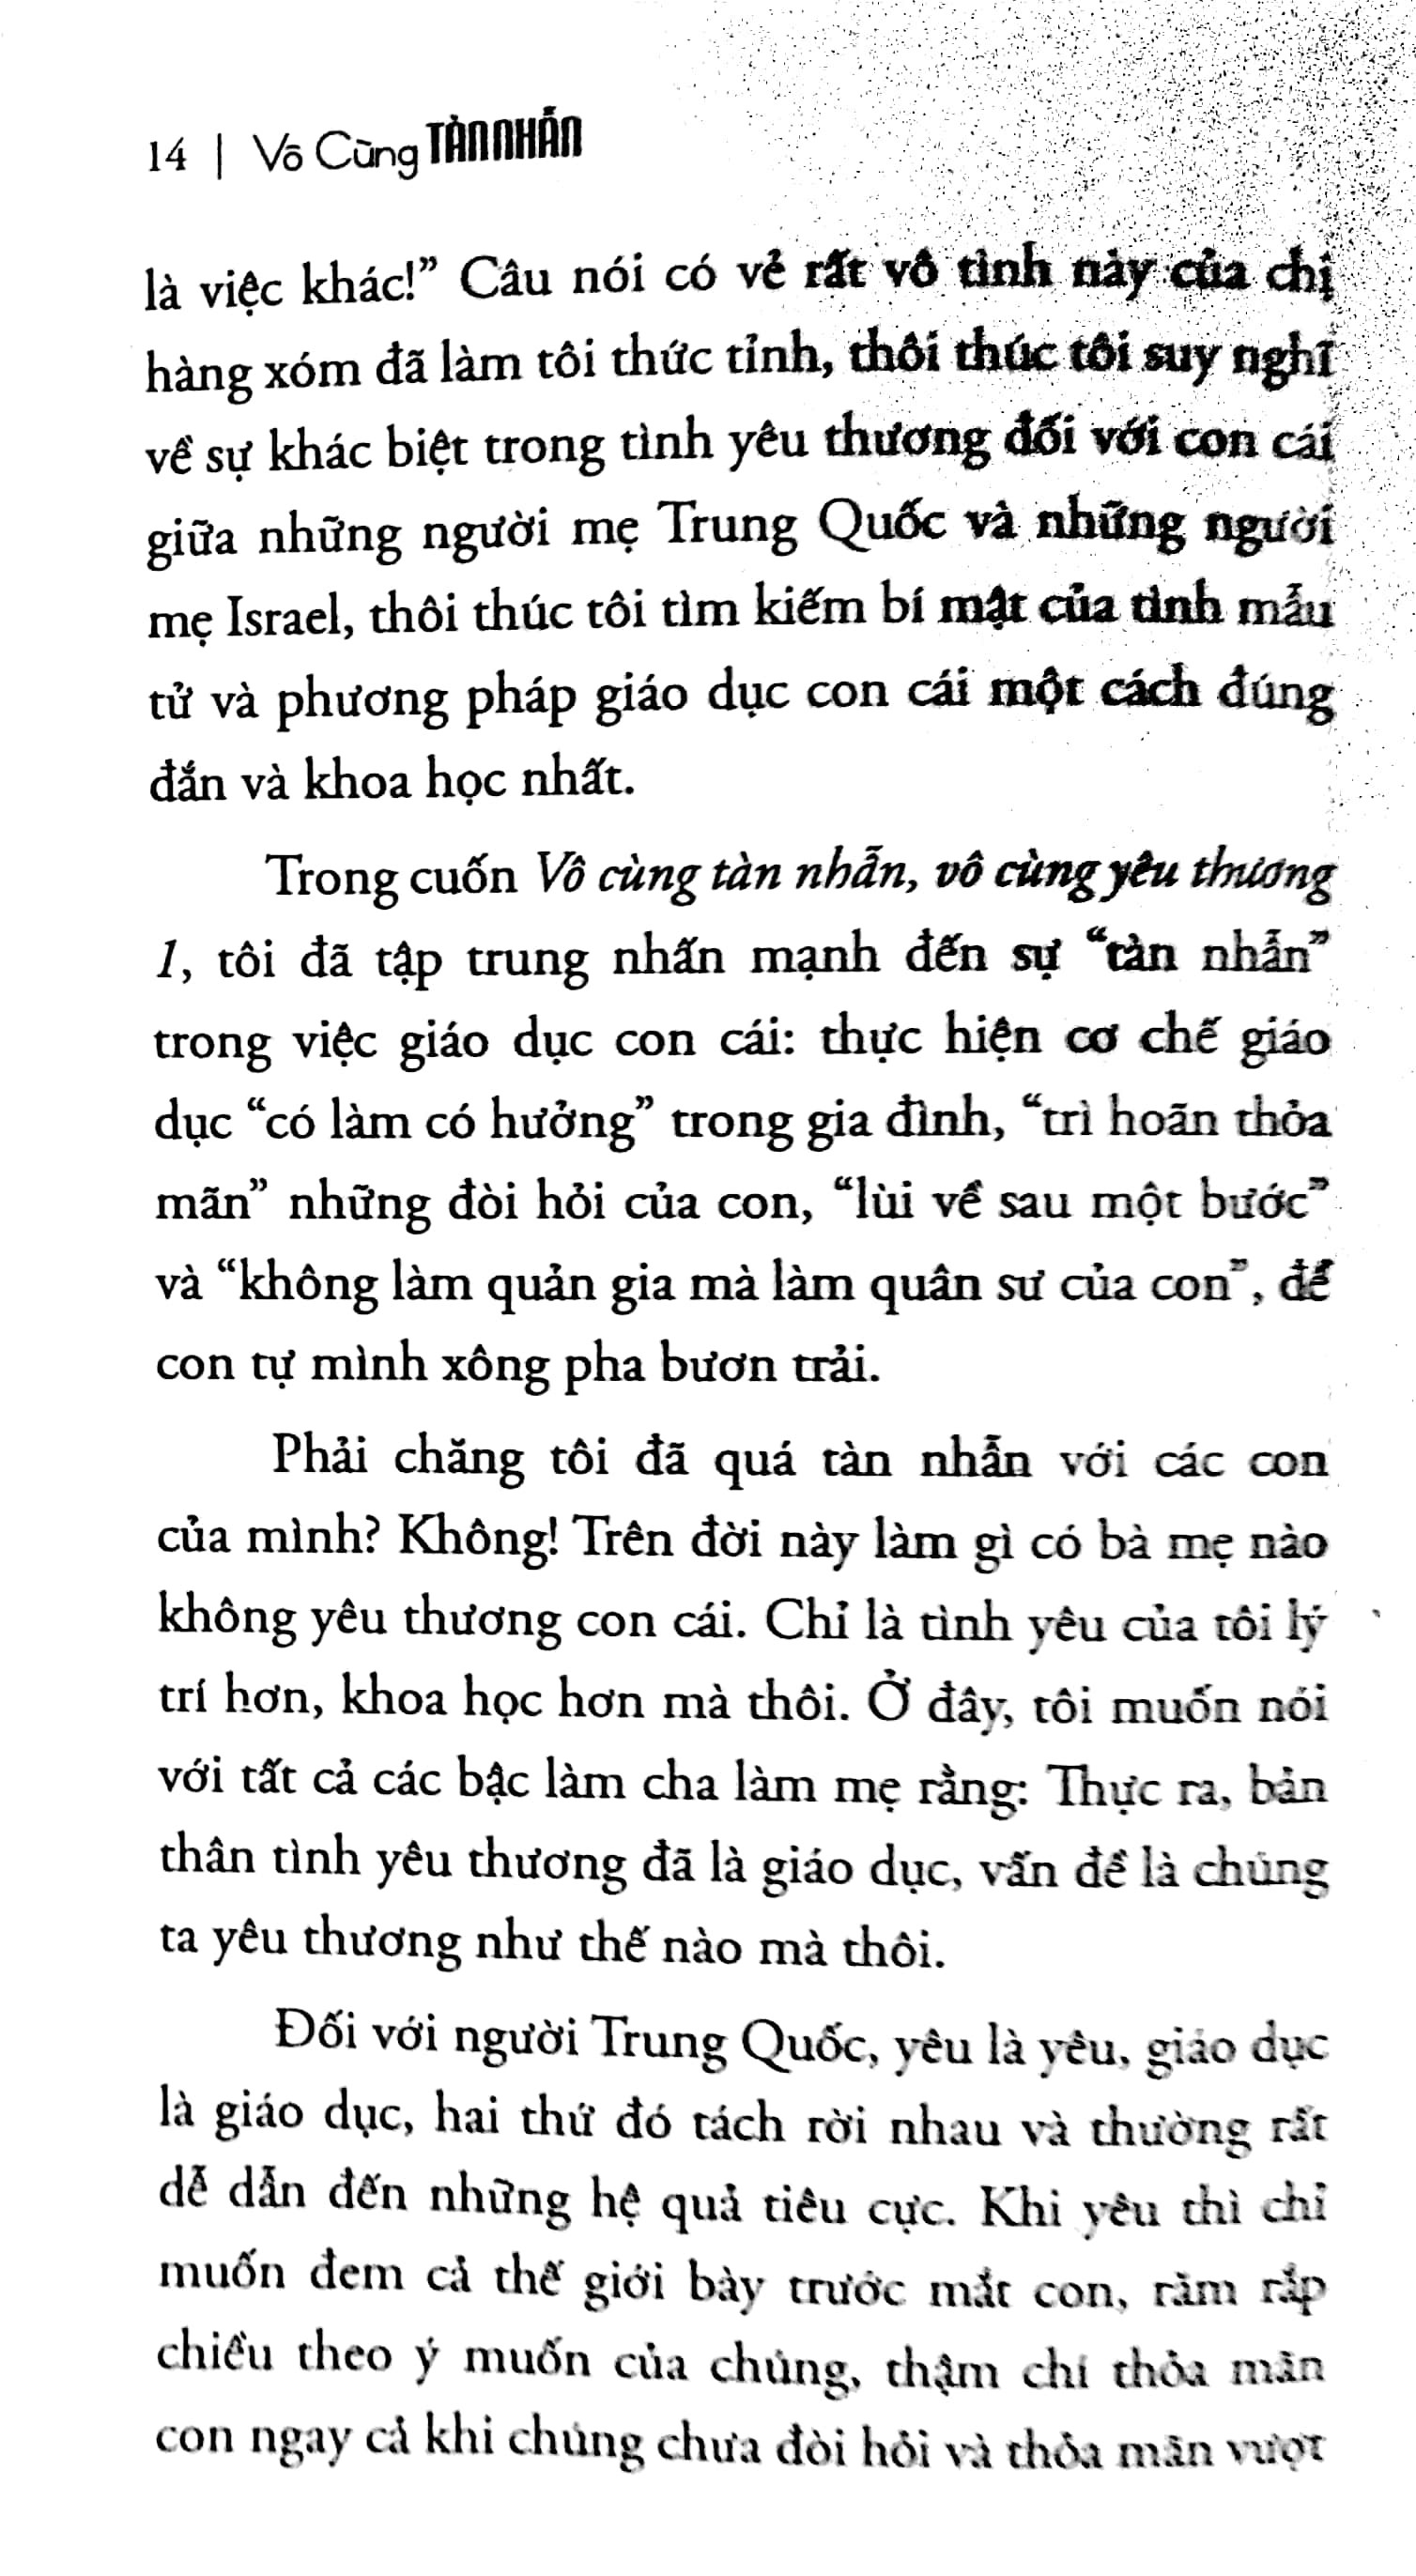 14 | Vô Cùng TÀN NHẪN
là việc khác!” Câu nói có vẻ rất vô tình này của chị
hàng xóm đã làm tôi thức tỉnh, thôi thúc tôi suy nghĩ
về sự khác biệt trong tình yêu thương đối với con cái
giữa những người mẹ Trung Quốc và những người
mẹ Israel, thôi thúc tôi tìm kiếm bí mật của tình mẫu
tử và phương pháp giáo dục con cái một cách đúng
đắn và khoa học nhất.
Trong cuốn Vô cùng tàn nhẫn, vô cùng yêu thương
1, tôi đã tập trung nhấn mạnh đến sự “tàn nhẫn”
trong việc giáo dục con cái: thực hiện cơ chế giáo
dục “có làm có hưởng” trong gia đình, “trì hoãn thỏa
mãn” những đòi hỏi của con, “lùi về sau một bước”
và “không làm quản gia mà làm quân sư của con”, để
con tự mình xông pha bươn trải.
Phải chăng tôi đã quá tàn nhẫn với các con
của mình? Không! Trên đời này làm gì có bà mẹ nào
không yêu thương con cái. Chỉ là tình yêu của tôi lý
trí hơn, khoa học hơn mà thôi. Ở đây, tôi muốn nói
với tất cả các bậc làm cha làm mẹ rằng: Thực ra, bản
thân tình yêu thương đã là giáo dục, vấn đề là chúng
ta yêu thương như thế nào mà thôi.
Đối với người Trung Quốc, yêu là yêu, giáo dục
là giáo dục, hai thứ đó tách rời nhau và thường rất
dễ dẫn đến những hệ quả tiêu cực. Khi yêu thì chỉ
muốn đem cả thế giới bày trước mắt con, răm rắp
chiều theo ý muốn của chúng, thậm chí thỏa mãn
con ngay cả khi chúng chưa đòi hỏi và thỏa mãn vượt